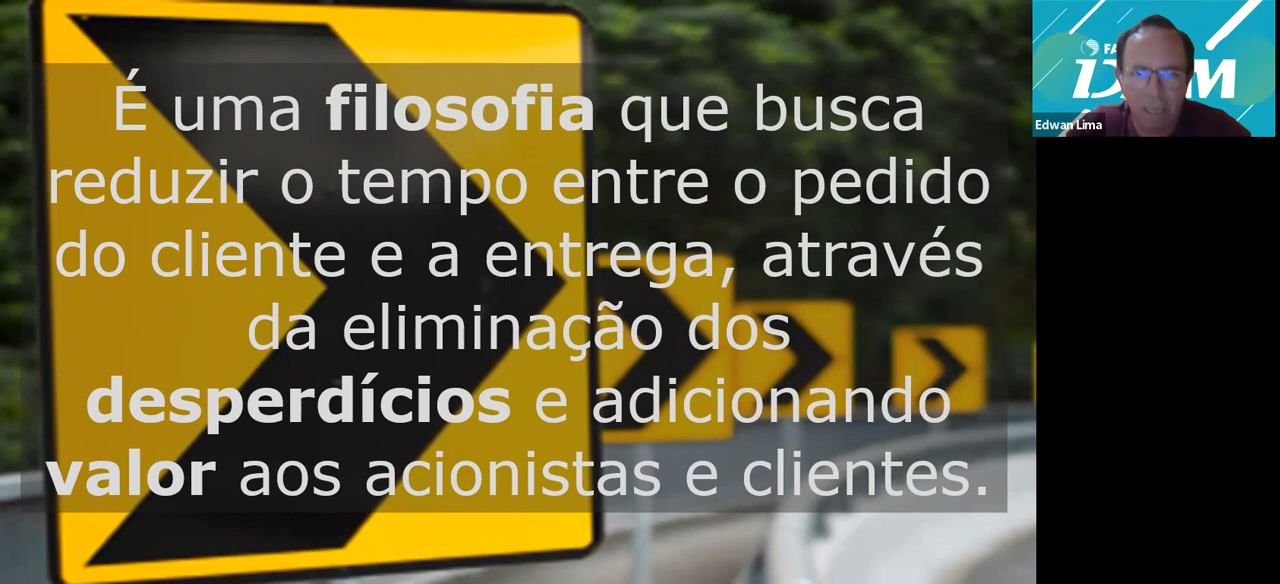 É uma filosofia que busca
reduzir o tempo entre o pedido
do cliente e a entrega, através
da eliminação dos
desperdícios e adicionando
valor aos acionistas e clientes.
Edwan Lima